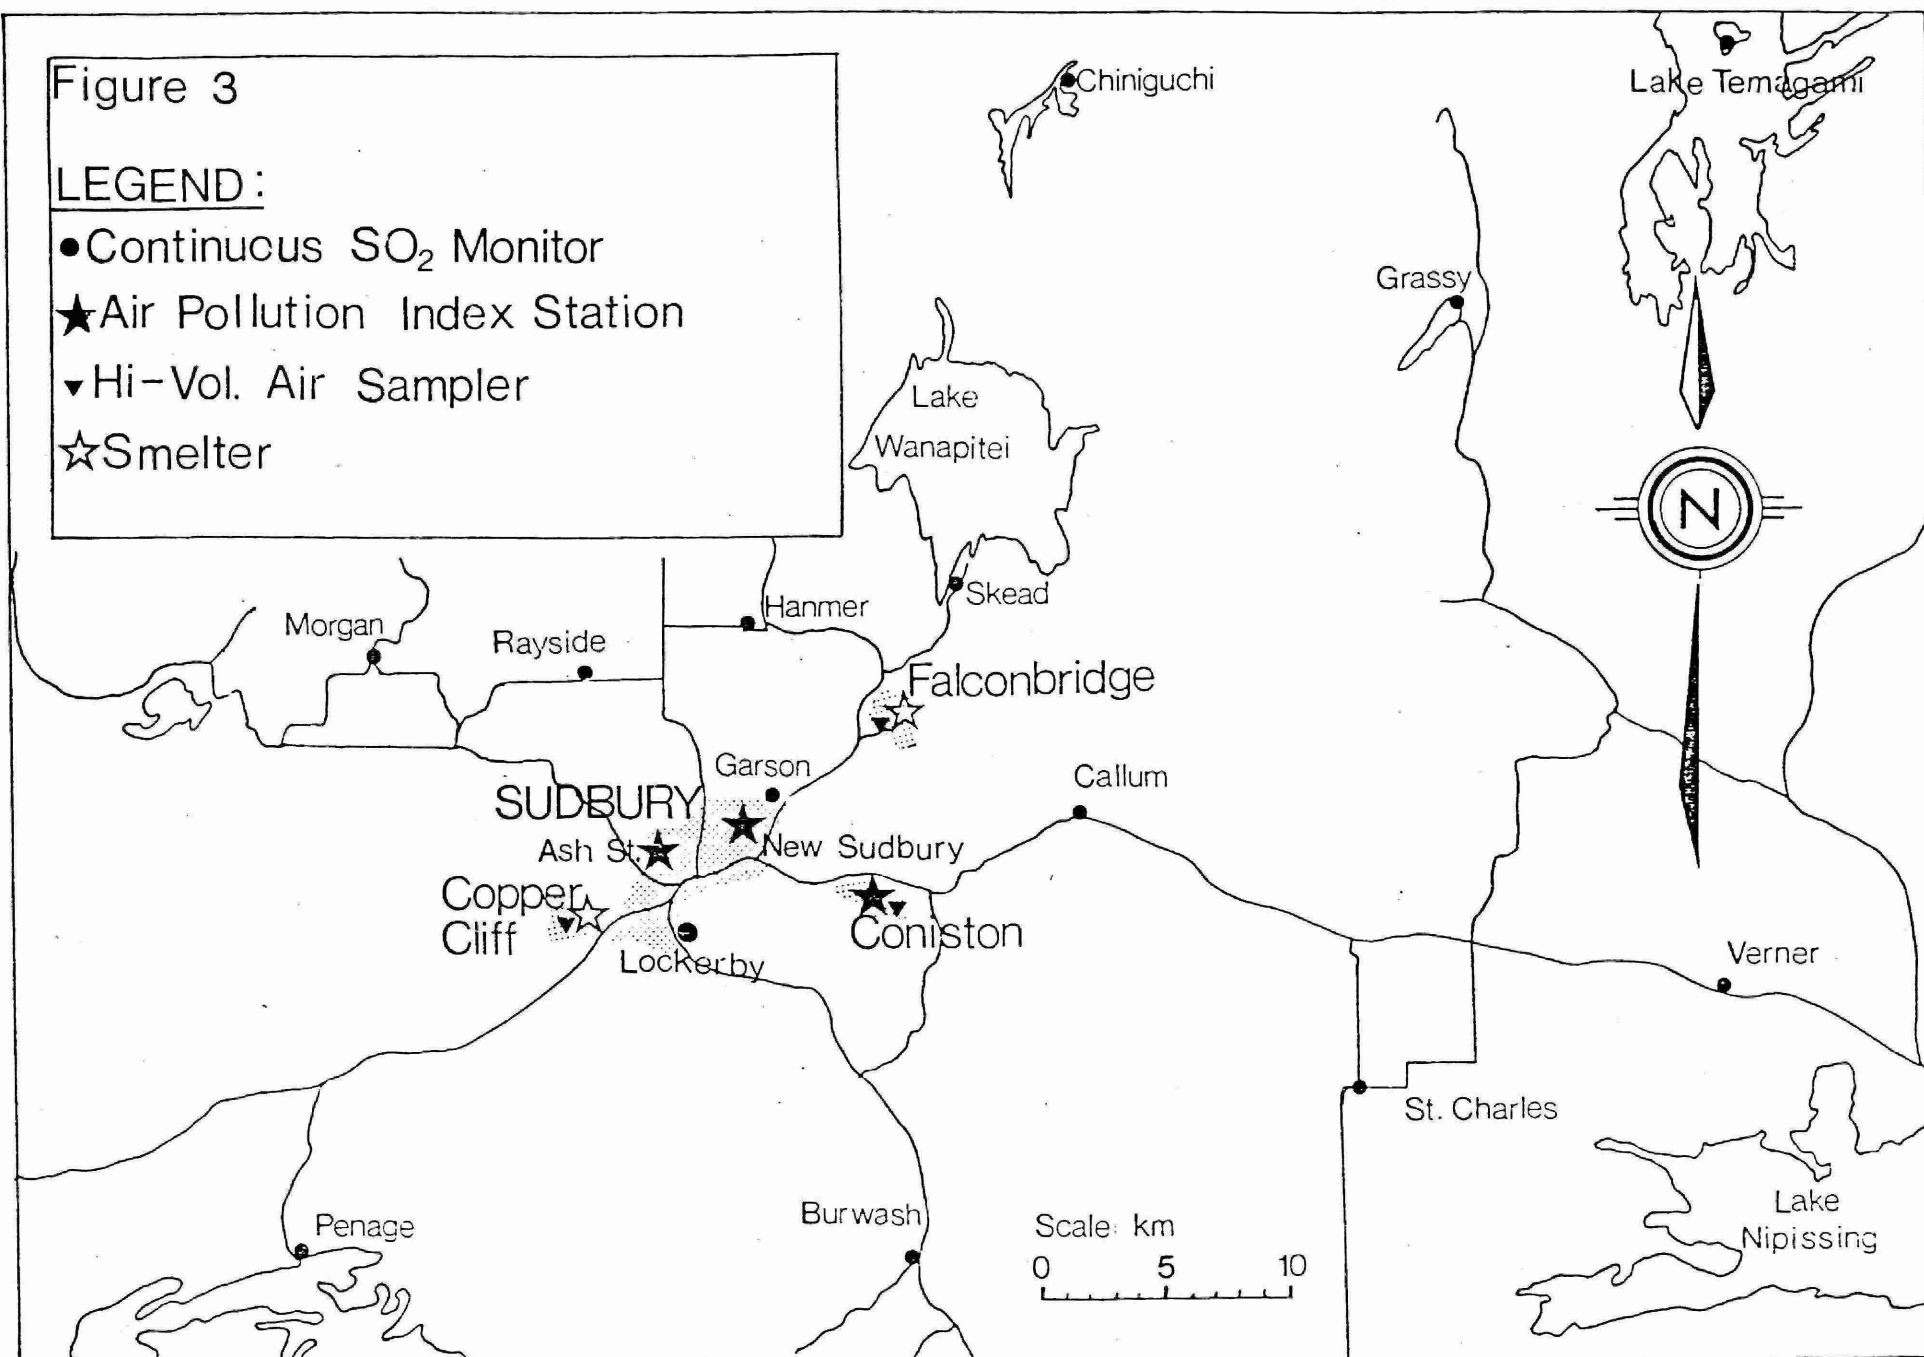 Figure 3
LEGEND:
Continuous SO₂ Monitor
Air Pollution Index Station
Hi-Vol. Air Sampler
Smelter
Chiniguchi
Lake Temagami
Grassy
Lake
Wanapitei
N
Skead
Hanmer
Morgan
Rayside
Falconbridge
Garson
Callum
SUDBURY
Ash St.
New Sudbury
Copper
Cliff
Coniston
Lockerby
Verner
St. Charles
Penage
Burwash
Scale: km
0 5 10
Lake
Nipissing